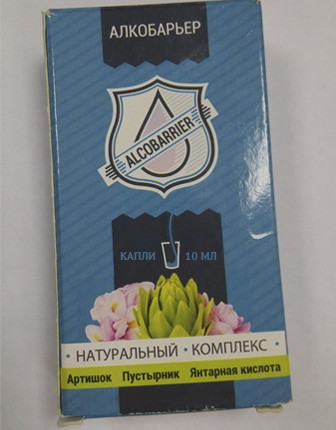 АЛКОБАРЬЕР
ALCOBARRIER
КАПЛИ 10 МЛ
• НАТУРАЛЬНЫЙ • КОМПЛЕКС •
Артишок Пустырник Янтарная кислота